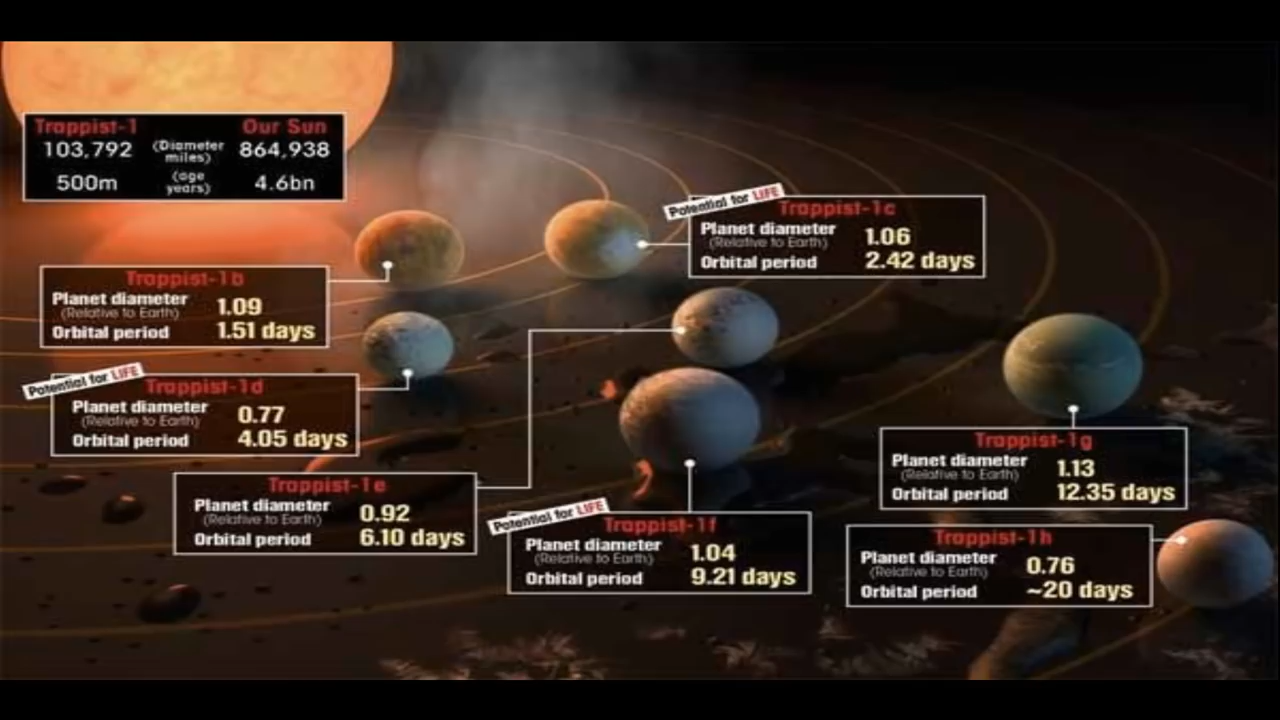 Trappist-1 Our Sun
103,792 (Diameter miles) 864,938
500m (age years) 4.6bn
Potential for LIFE
Trappist-1c
Planet diameter 1.06
(Relative to Earth)
Orbital period 2.42 days
Trappist-1b
Planet diameter 1.09
(Relative to Earth)
Orbital period 1.51 days
Potential for LIFE
Trappist-1d
Planet diameter 0.77
(Relative to Earth)
Orbital period 4.05 days
Trappist-1e
Planet diameter 0.92
(Relative to Earth)
Orbital period 6.10 days
Potential for LIFE
Trappist-1f
Planet diameter 1.04
(Relative to Earth)
Orbital period 9.21 days
Trappist-1g
Planet diameter 1.13
(Relative to Earth)
Orbital period 12.35 days
Trappist-1h
Planet diameter 0.76
(Relative to Earth)
Orbital period ~20 days